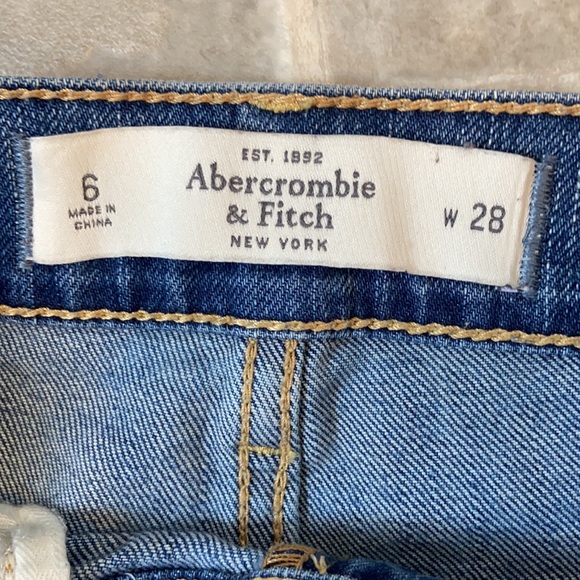 6
MADE IN
CHINA
EST. 1892
Abercrombie
& Fitch
NEW YORK
W 28